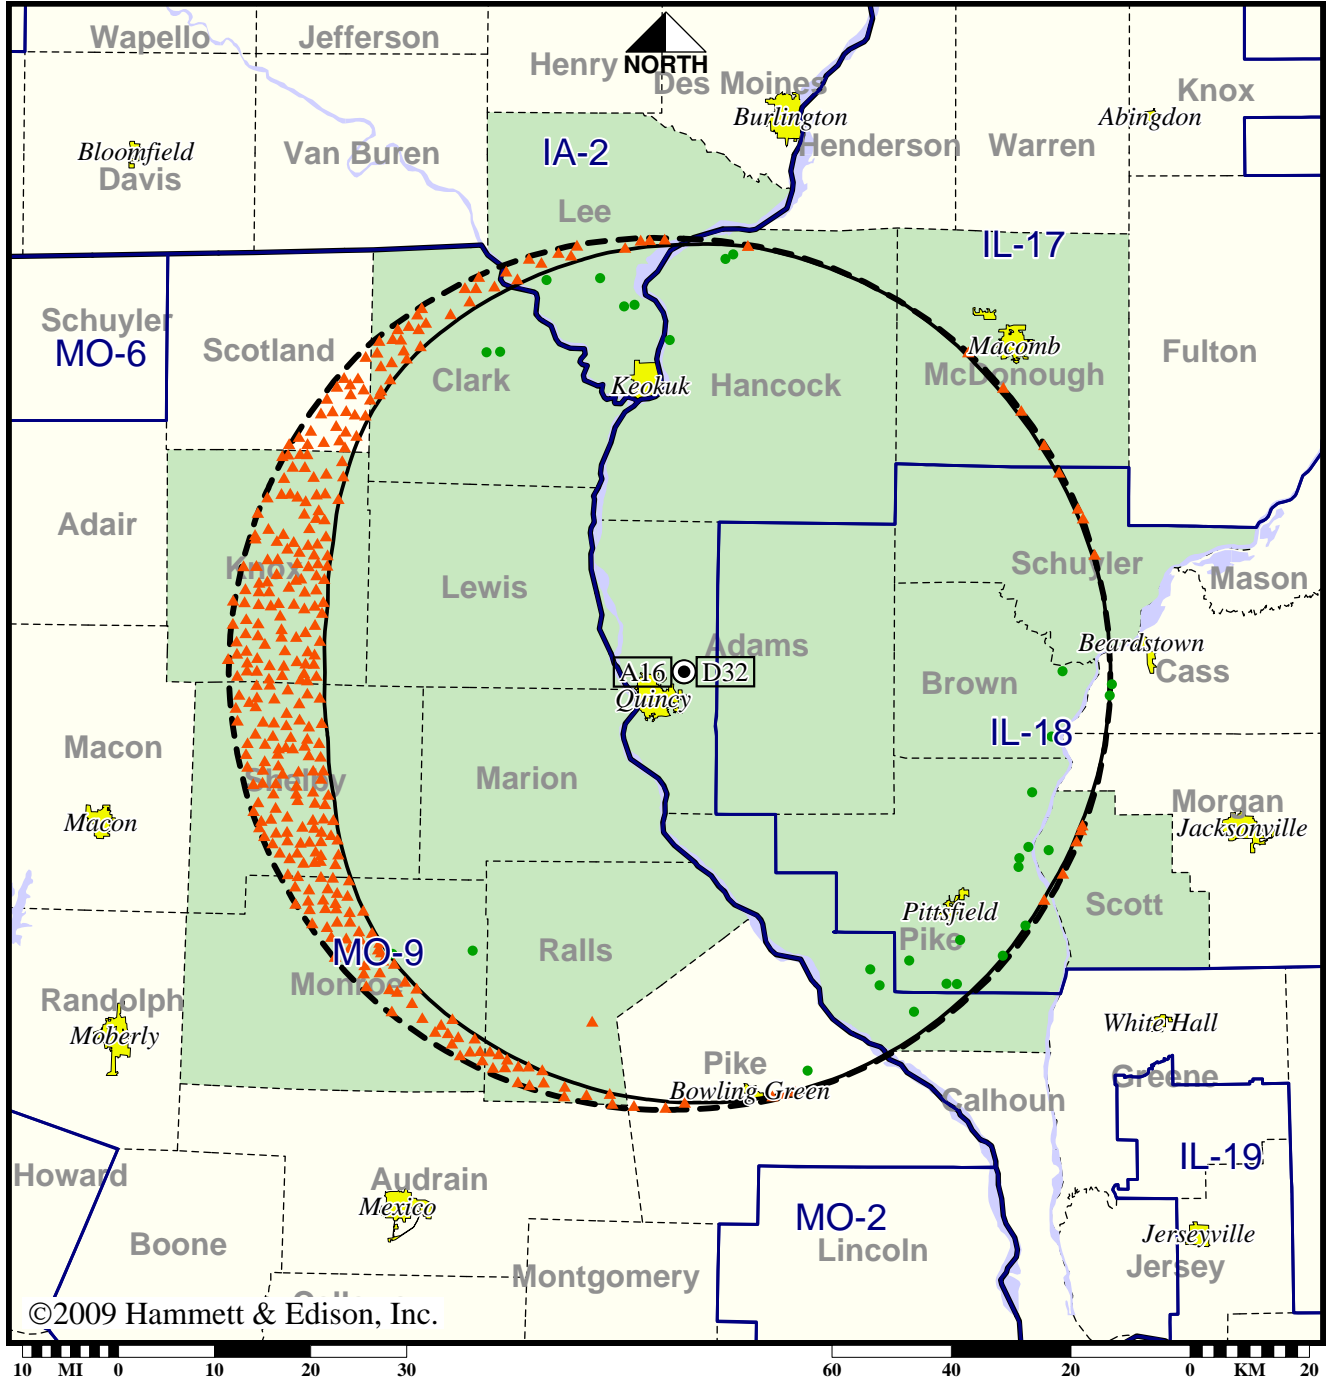 Wapello
Jefferson
Henry
NORTH
Des Moines
Burlington
Knox
Abingdon
Bloomfield
Davis
Van Buren
IA-2
Henderson
Warren
Lee
IL-17
Schuyler
MO-6
Scotland
Clark
Keokuk
Hancock
Macomb
McDonough
Fulton
Adair
Knox
Lewis
Schuyler
Mason
Adams
Beardstown
Cass
A16
D32
Quincy
Brown
IL-18
Macon
Shelby
Marion
Morgan
Macon
Jacksonville
Pittsfield
Pike
Scott
MO-9
Ralls
Monroe
Randolph
Moberly
White Hall
Pike
Bowling Green
Greene
Calhoun
Howard
Audrain
Mexico
IL-19
MO-2
Boone
Lincoln
Jerseyville
Jersey
Montgomery
©2009 Hammett & Edison, Inc.
10 MI 0 10 20 30
60 40 20 0 KM 20